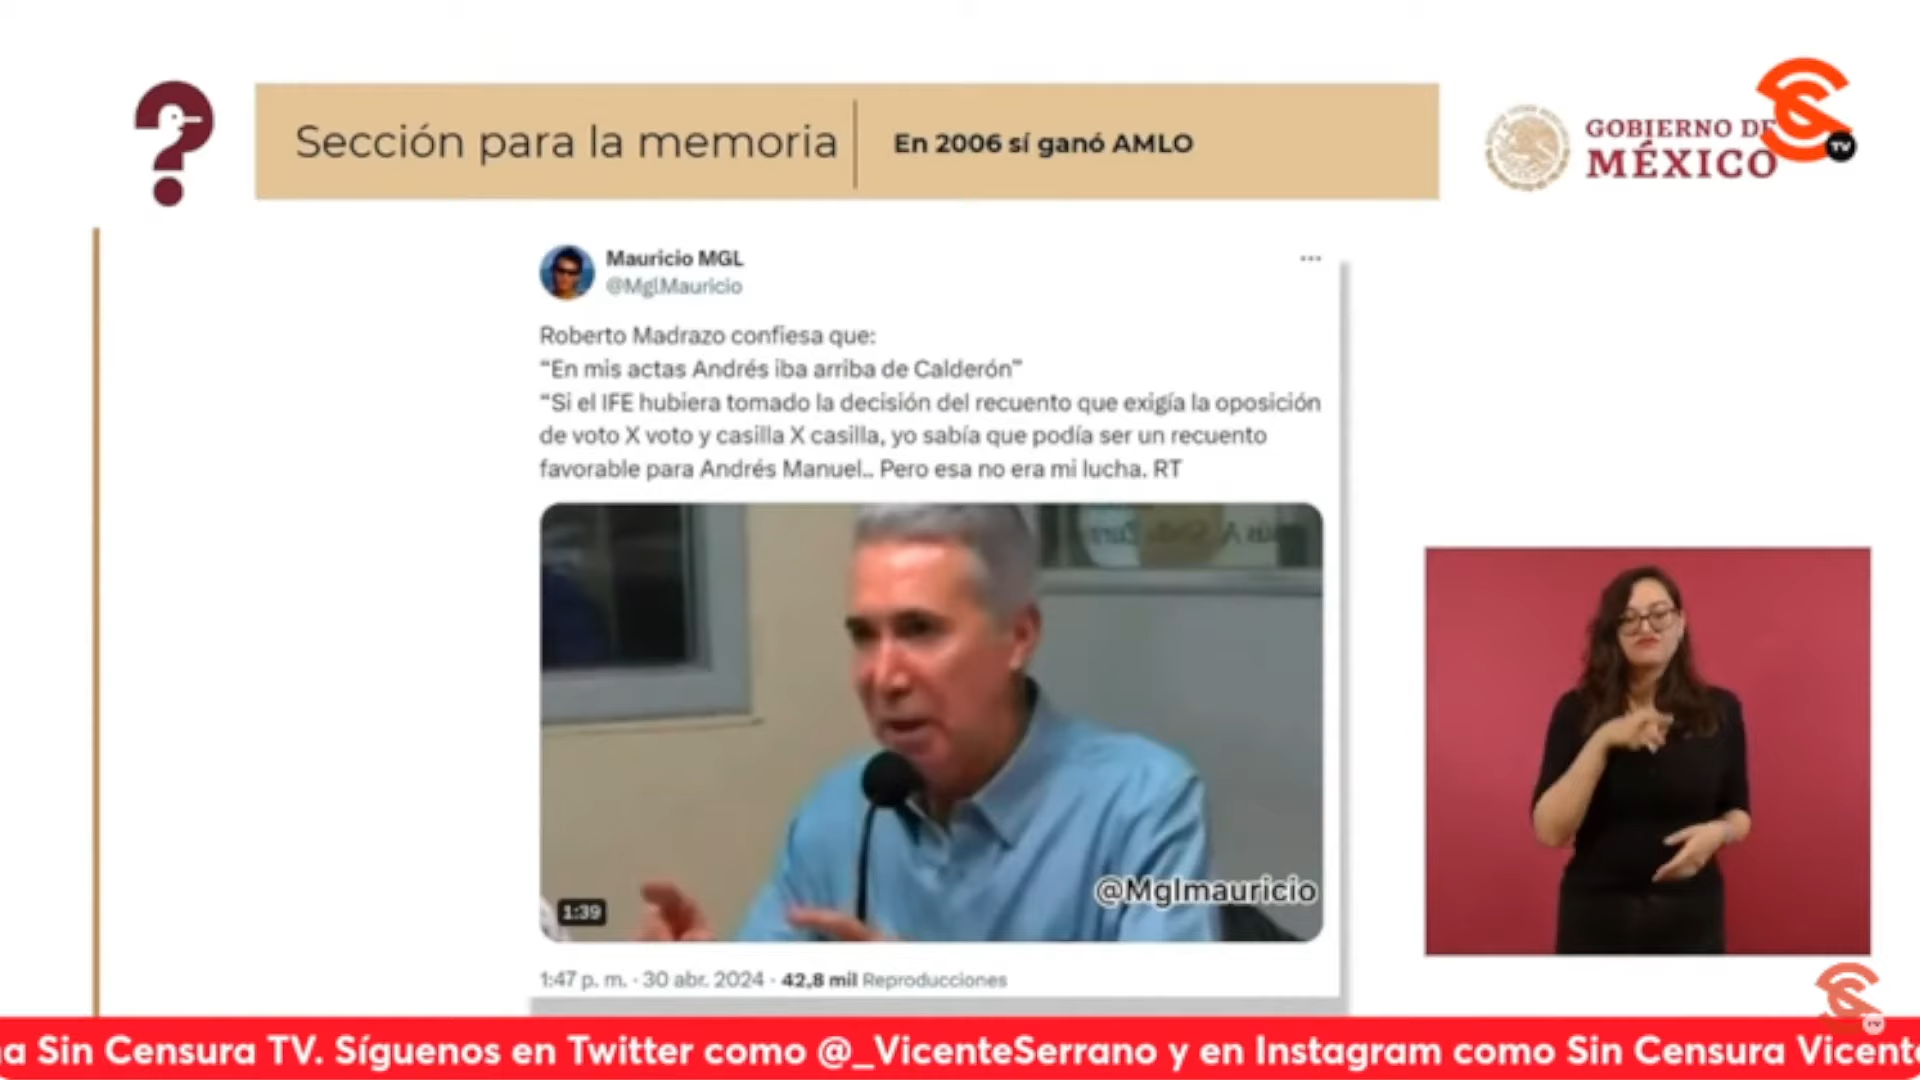 Sección para la memoria
En 2006 sí ganó AMLO
GOBIERNO DE
MÉXICO
TV
Mauricio MGL
@MglMauricio
Roberto Madrazo confiesa que:
“En mis actas Andrés iba arriba de Calderón”
“Si el IFE hubiera tomado la decisión del recuento que exigía la oposición
de voto X voto y casilla X casilla, yo sabía que podía ser un recuento
favorable para Andrés Manuel.. Pero esa no era mi lucha. RT
@Mglmauricio
1:39
1:47 p. m. · 30 abr. 2024 · 42,8 mil Reproducciones
TV
a Sin Censura TV. Síguenos en Twitter como @_VicenteSerrano y en Instagram como Sin Censura Vicent